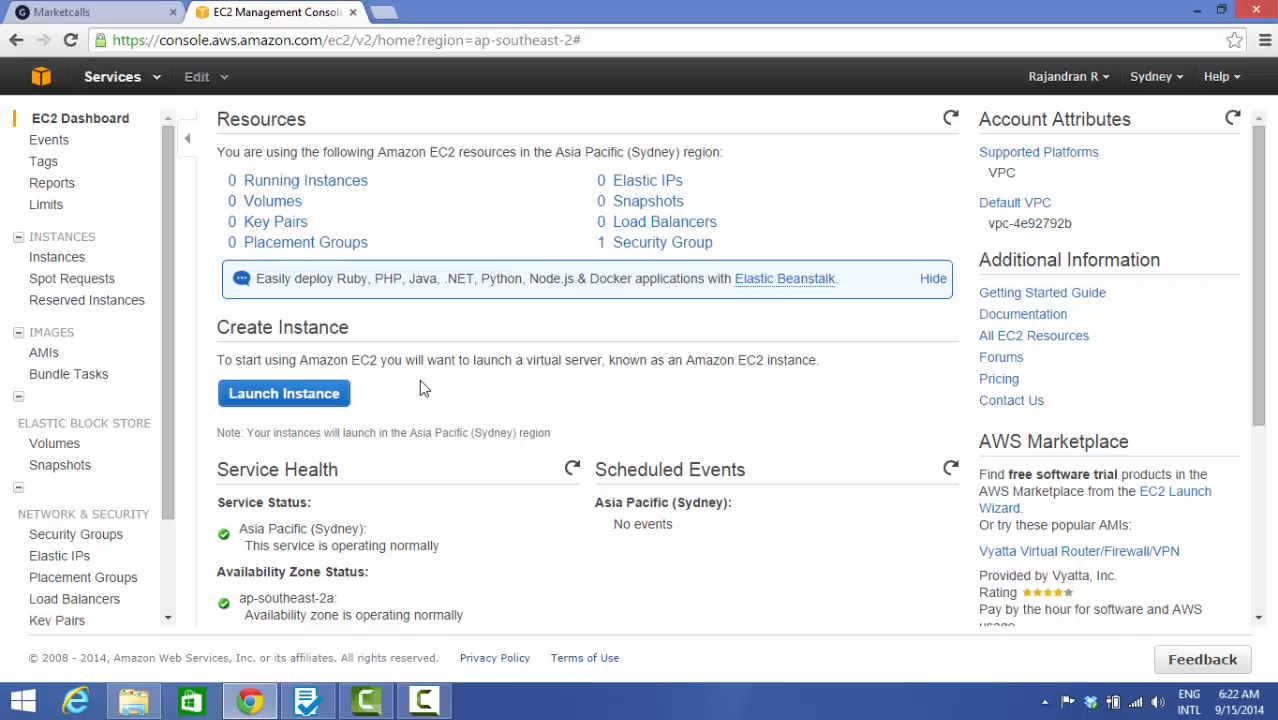 Marketcalls
EC2 Management Consol
https://console.aws.amazon.com/ec2/v2/home?region=ap-southeast-2#
Services
Edit
Rajandran R
Sydney
Help
EC2 Dashboard
Events
Tags
Reports
Limits
INSTANCES
Instances
Spot Requests
Reserved Instances
IMAGES
AMIs
Bundle Tasks
ELASTIC BLOCK STORE
Volumes
Snapshots
NETWORK & SECURITY
Security Groups
Elastic IPs
Placement Groups
Load Balancers
Key Pairs
Resources
You are using the following Amazon EC2 resources in the Asia Pacific (Sydney) region:
0 Running Instances
0 Elastic IPs
0 Volumes
0 Snapshots
0 Key Pairs
0 Load Balancers
0 Placement Groups
1 Security Group
Easily deploy Ruby, PHP, Java, .NET, Python, Node.js & Docker applications with Elastic Beanstalk.
Hide
Create Instance
To start using Amazon EC2 you will want to launch a virtual server, known as an Amazon EC2 instance.
Launch Instance
Note: Your instances will launch in the Asia Pacific (Sydney) region
Service Health
Service Status:
Asia Pacific (Sydney):
This service is operating normally
Availability Zone Status:
ap-southeast-2a:
Availability zone is operating normally
Scheduled Events
Asia Pacific (Sydney):
No events
Account Attributes
Supported Platforms
VPC
Default VPC
vpc-4e92792b
Additional Information
Getting Started Guide
Documentation
All EC2 Resources
Forums
Pricing
Contact Us
AWS Marketplace
Find free software trial products in the
AWS Marketplace from the EC2 Launch
Wizard.
Or try these popular AMIs:
Vyatta Virtual Router/Firewall/VPN
Provided by Vyatta, Inc.
Rating
Pay by the hour for software and AWS
usage
© 2008 - 2014, Amazon Web Services, Inc. or its affiliates. All rights reserved.
Privacy Policy
Terms of Use
Feedback
ENG
INTL
6:22 AM
9/15/2014